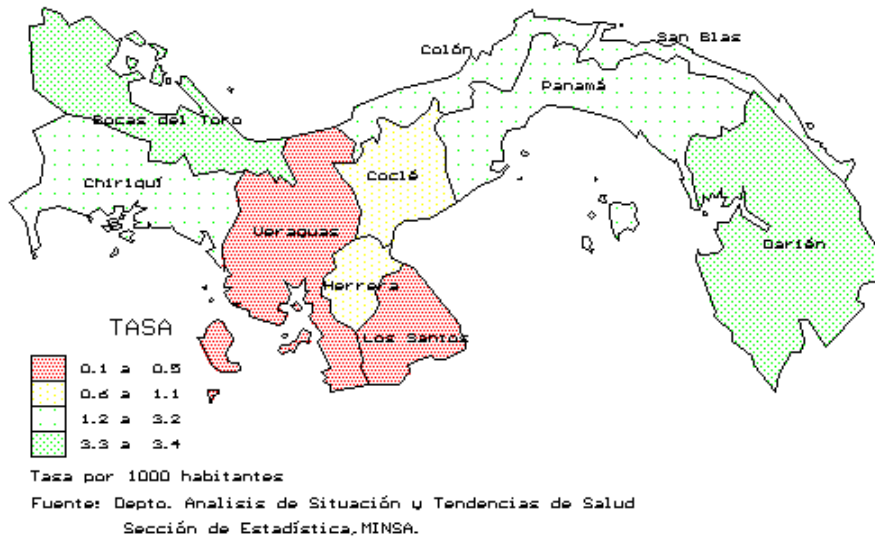 San Blas
Colón
Panamá
Bocas del Toro
Chiriquí
Coclé
Veraguas
Darién
Herrera
Los Santos
TASA
0.1 a 0.5
0.6 a 1.1
1.2 a 3.2
3.3 a 3.4
Tasa por 1000 habitantes
Fuente: Depto. Analisis de Situación y Tendencias de Salud
Sección de Estadística, MINSA.